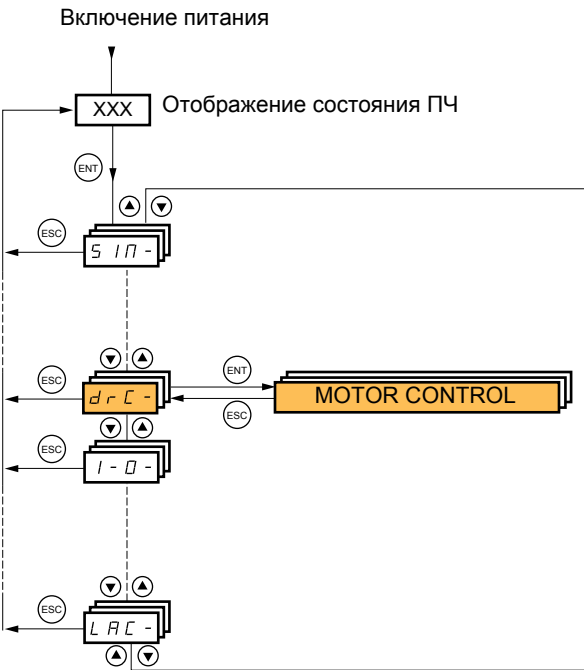 Включение питания
XXX Отображение состояния ПЧ
ENT
ESC
SIM-
ENT
ESC
drC-
MOTOR CONTROL
ESC
ESC
I-O-
ESC
LAC-